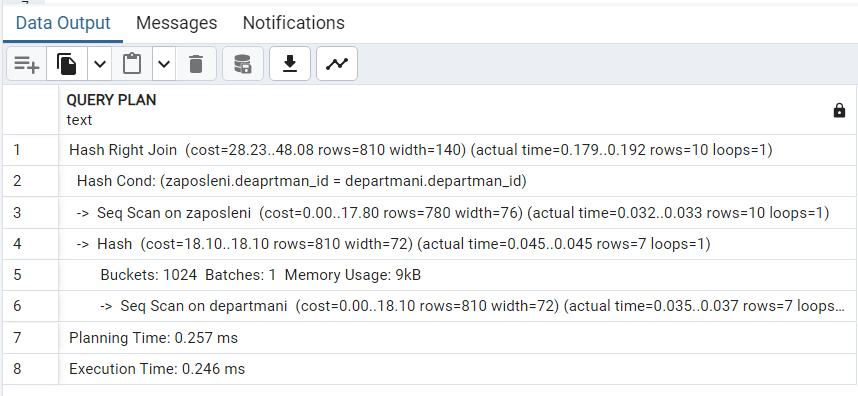 Data Output Messages Notifications
QUERY PLAN
text
1 Hash Right Join (cost=28.23..48.08 rows=810 width=140) (actual time=0.179..0.192 rows=10 loops=1)
2 Hash Cond: (zaposleni.deaprtman_id = departmani.departman_id)
3 -> Seq Scan on zaposleni (cost=0.00..17.80 rows=780 width=76) (actual time=0.032..0.033 rows=10 loops=1)
4 -> Hash (cost=18.10..18.10 rows=810 width=72) (actual time=0.045..0.045 rows=7 loops=1)
5 Buckets: 1024 Batches: 1 Memory Usage: 9kB
6 -> Seq Scan on departmani (cost=0.00..18.10 rows=810 width=72) (actual time=0.035..0.037 rows=7 loops...
7 Planning Time: 0.257 ms
8 Execution Time: 0.246 ms